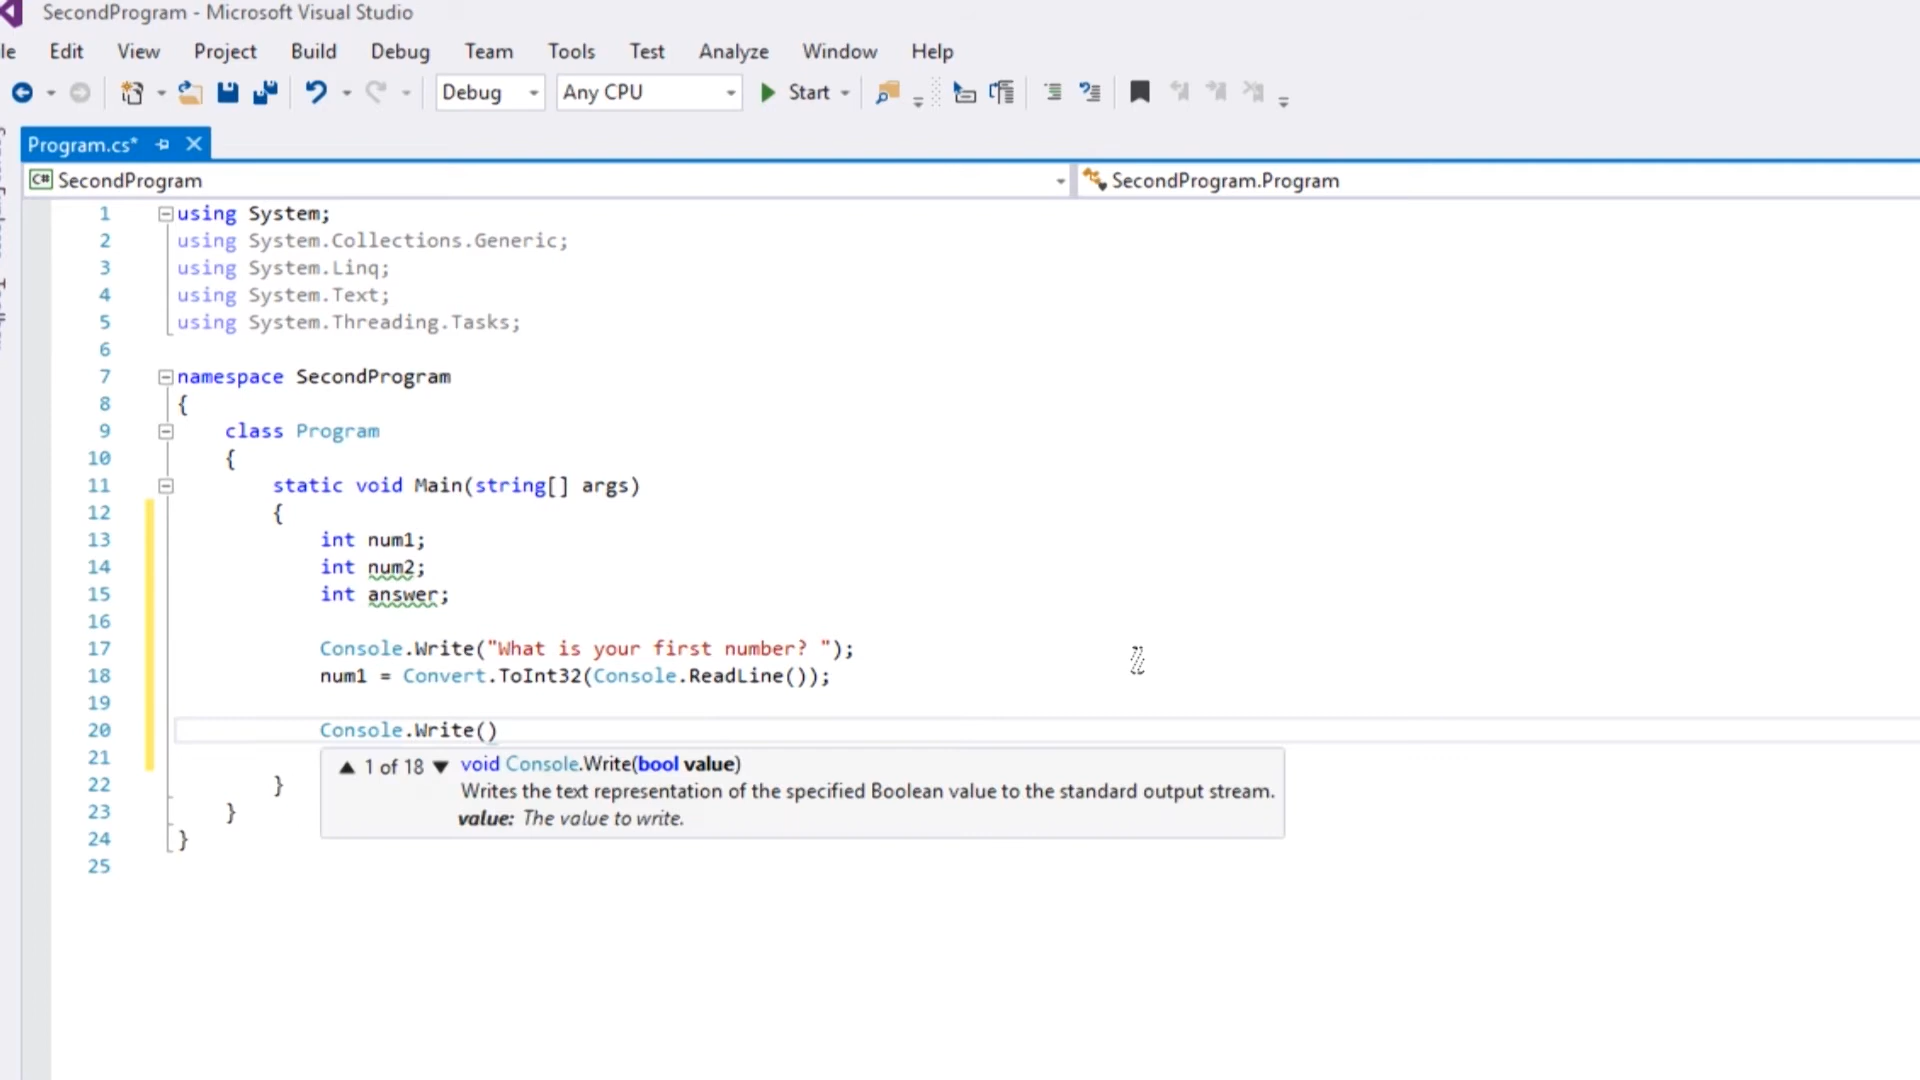 SecondProgram - Microsoft Visual Studio
le Edit View Project Build Debug Team Tools Test Analyze Window Help
Debug Any CPU Start
Program.cs*
C# SecondProgram SecondProgram.Program
1 using System;
2 using System.Collections.Generic;
3 using System.Linq;
4 using System.Text;
5 using System.Threading.Tasks;
6
7 namespace SecondProgram
8 {
9 class Program
10 {
11 static void Main(string[] args)
12 {
13 int num1;
14 int num2;
15 int answer;
16
17 Console.Write("What is your first number? ");
18 num1 = Convert.ToInt32(Console.ReadLine());
19
20 Console.Write()
21 ▲ 1 of 18 ▼ void Console.Write(bool value)
22 } Writes the text representation of the specified Boolean value to the standard output stream.
23 } value: The value to write.
24 }
25